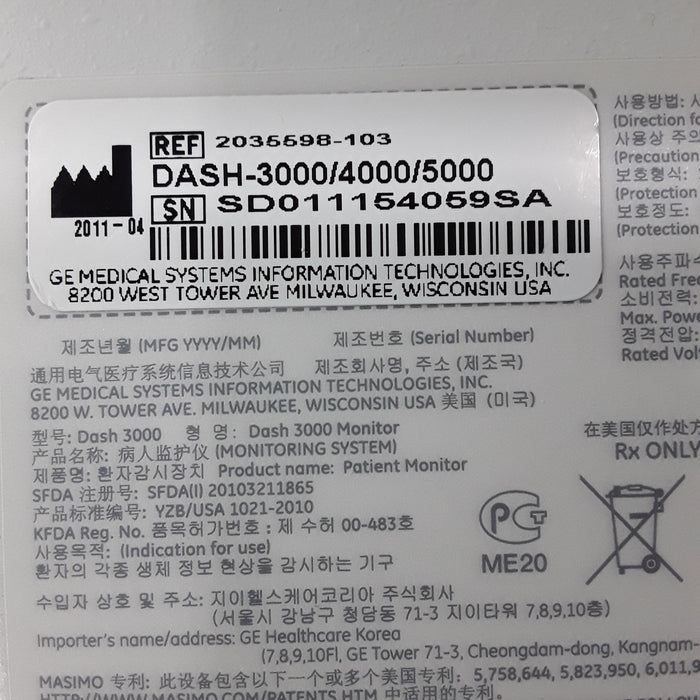 REF 2035598-103
DASH-3000/4000/5000
SN SD011154059SA
2011-04
GE MEDICAL SYSTEMS INFORMATION TECHNOLOGIES, INC.
8200 WEST TOWER AVE MILWAUKEE, WISCONSIN USA
제조년월 (MFG YYYY/MM) 제조번호 (Serial Number)
通用电气医疗系统信息技术公司 제조회사명, 주소 (제조국)
GE MEDICAL SYSTEMS INFORMATION TECHNOLOGIES, INC.
8200 W. TOWER AVE. MILWAUKEE, WISCONSIN USA 美国 (미국)
型号: Dash 3000 형 명: Dash 3000 Monitor
产品名称: 病人监护仪 (MONITORING SYSTEM)
제품명: 환자감시장치 Product name: Patient Monitor
SFDA 注册号: SFDA(I) 20103211865
产品标准编号: YZB/USA 1021-2010
KFDA Reg. No. 품목허가번호 : 제 수허 00-483호
사용목적: (Indication for use)
환자의 각종 생체 정보 현상을 감시하는 기구
수입자 상호 및 주소: 지이헬스케어코리아 주식회사
(서울시 강남구 청담동 71-3 지이타워 7,8,9,10층)
Importer's name/address: GE Healthcare Korea
(7,8,9,10Fl, GE Tower 71-3, Cheongdam-dong, Kangnam-
MASIMO 专利: 此设备包含以下一个或多个美国专利: 5,758,644, 5,823,950, 6,011,9
HTTP://WWW.MASIMO.COM/PATENTS.HTM 中适用的专利。
사용방법:
(Direction fo
사용상 주의
(Precaution
보호형식:
(Protection
보호정도:
(Protection
사용주파수
Rated Fre
소비전력:
Max. Powe
정격전압:
Rated Vol
在美国仅作处方
Rx ONLY
РСТ
ME20